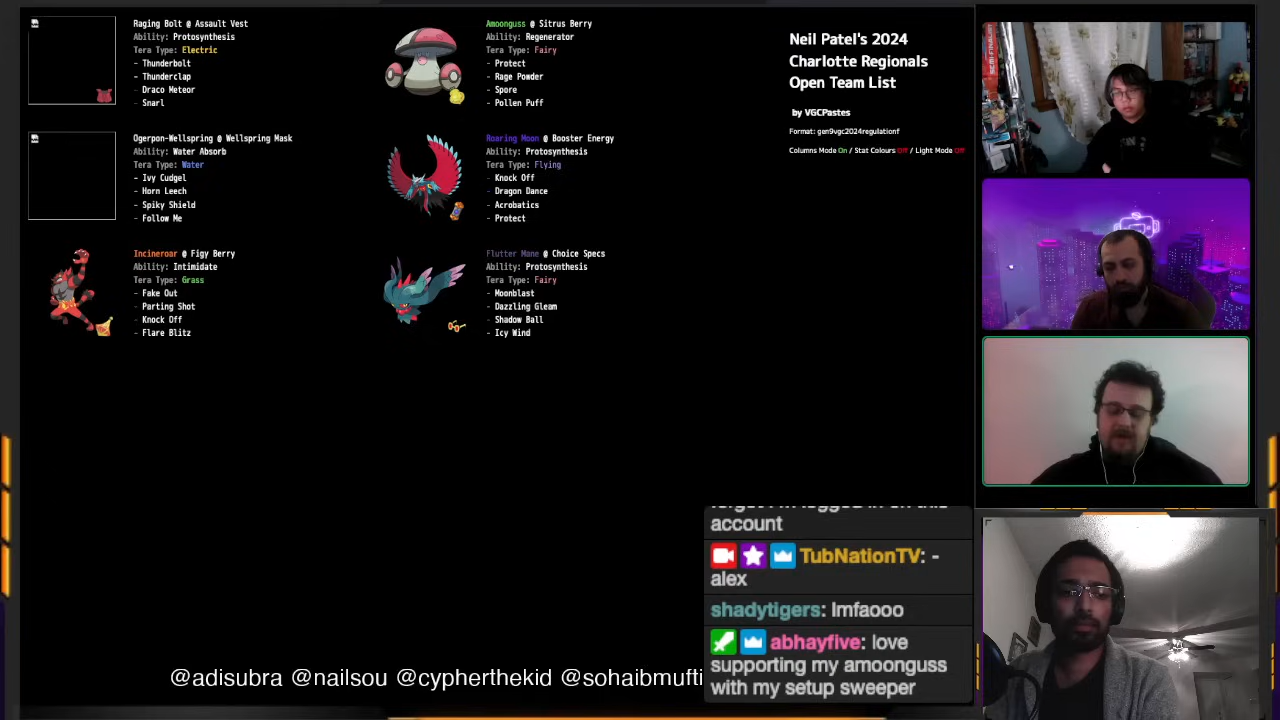 Raging Bolt @ Assault Vest
Ability: Protosynthesis
Tera Type: Electric
- Thunderbolt
- Thunderclap
- Draco Meteor
- Snarl
Amoonguss @ Sitrus Berry
Ability: Regenerator
Tera Type: Fairy
- Protect
- Rage Powder
- Spore
- Pollen Puff
Ogerpon-Wellspring @ Wellspring Mask
Ability: Water Absorb
Tera Type: Water
- Ivy Cudgel
- Horn Leech
- Spiky Shield
- Follow Me
Roaring Moon @ Booster Energy
Ability: Protosynthesis
Tera Type: Flying
- Knock Off
- Dragon Dance
- Acrobatics
- Protect
Incineroar @ Figy Berry
Ability: Intimidate
Tera Type: Grass
- Fake Out
- Parting Shot
- Knock Off
- Flare Blitz
Flutter Mane @ Choice Specs
Ability: Protosynthesis
Tera Type: Fairy
- Moonblast
- Dazzling Gleam
- Shadow Ball
- Icy Wind
Neil Patel's 2024
Charlotte Regionals
Open Team List
by VGCPastes
Format: gen9vgc2024regulationf
Columns Mode On / Stat Colours Off / Light Mode Off
account
TubNationTV: -
alex
shadytigers: lmfaooo
abhayfive: love
supporting my amoonguss
with my setup sweeper
@adisubra @nailsou @cypherthekid @sohaibmufti